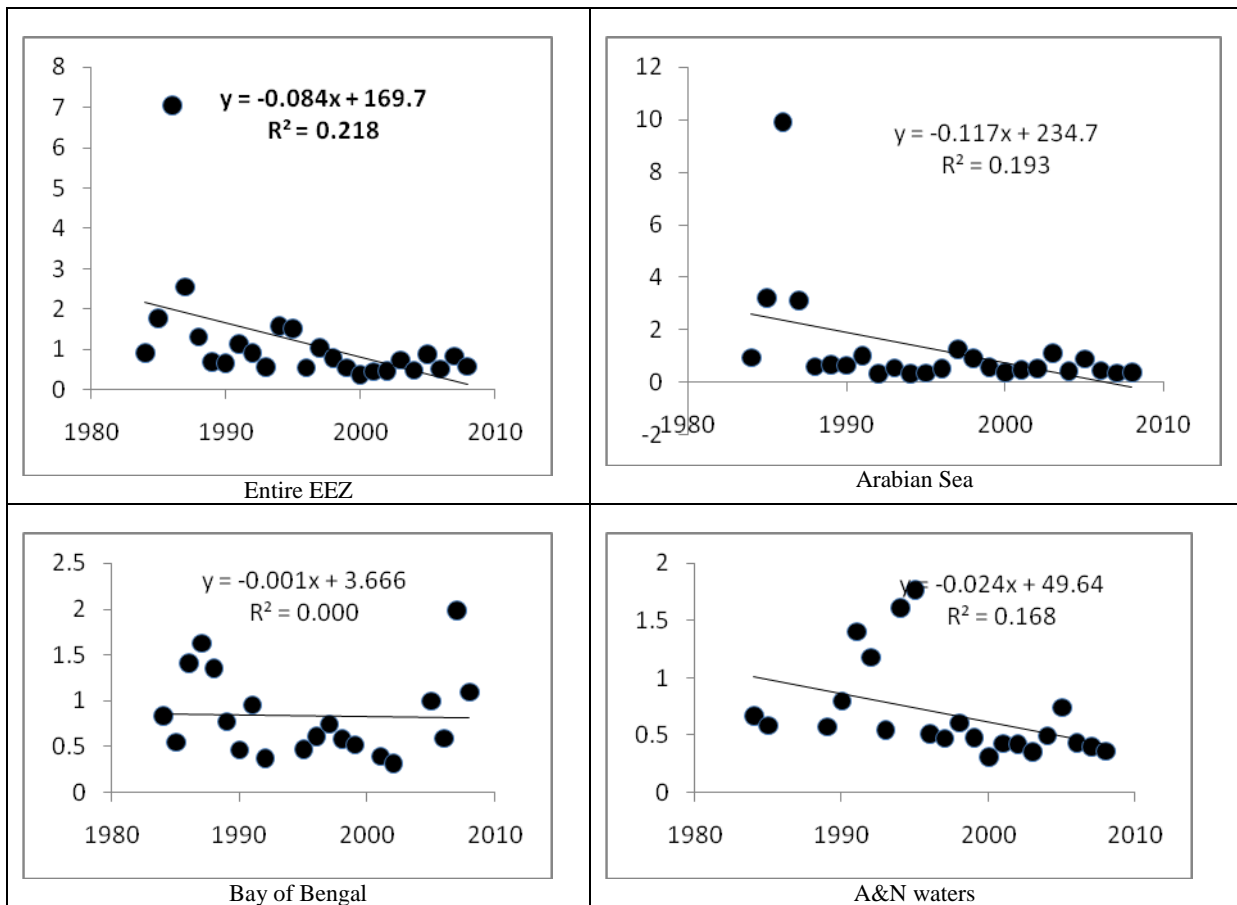 8
7
6
5
4
3
2
1
0
y = -0.084x + 169.7
R² = 0.218
1980 1990 2000 2010
Entire EEZ
12
10
8
6
4
2
0
-2
y = -0.117x + 234.7
R² = 0.193
1980 1990 2000 2010
Arabian Sea
2.5
2
1.5
1
0.5
0
y = -0.001x + 3.666
R² = 0.000
1980 1990 2000 2010
Bay of Bengal
2
1.5
1
0.5
0
y = -0.024x + 49.64
R² = 0.168
1980 1990 2000 2010
A&N waters